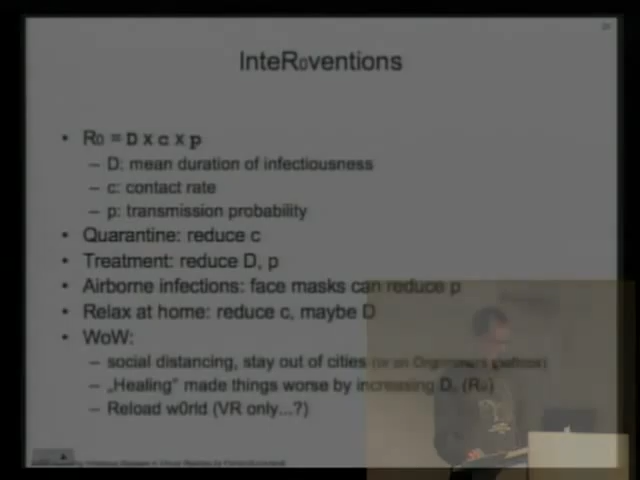 InteR₀ventions
• R₀ = D x c x p
– D: mean duration of infectiousness
– c: contact rate
– p: transmission probability
• Quarantine: reduce c
• Treatment: reduce D, p
• Airborne infections: face masks can reduce p
• Relax at home: reduce c, maybe D
• WoW:
– social distancing, stay out of cities
– „Healing“ made things worse by increasing D, (R₀)
– Reload w0rld (VR only...?)